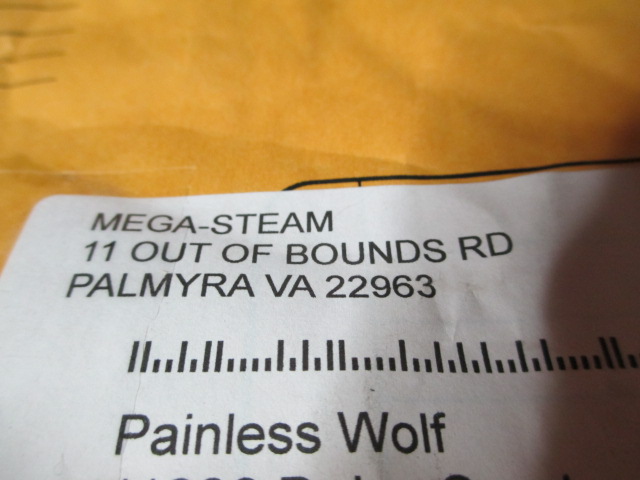 MEGA-STEAM
11 OUT OF BOUNDS RD
PALMYRA VA 22963
Painless Wolf